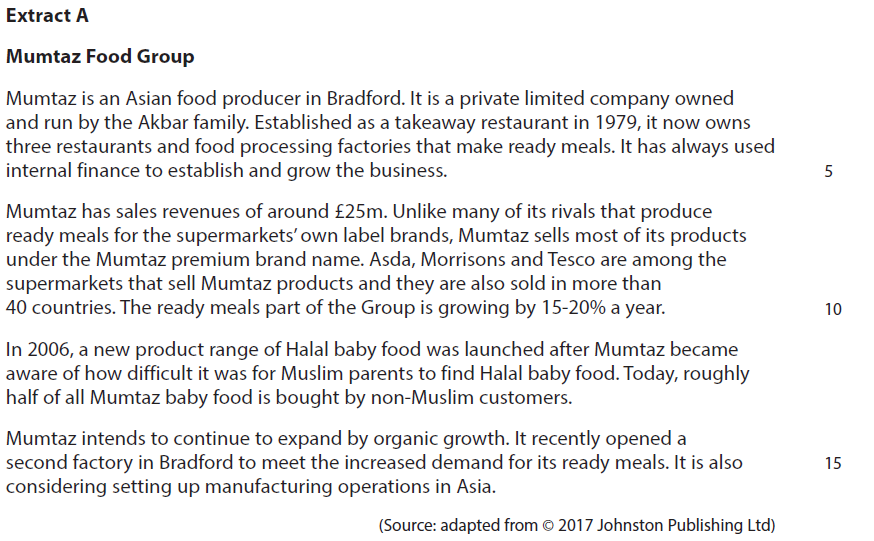 Extract A
Mumtaz Food Group
Mumtaz is an Asian food producer in Bradford. It is a private limited company owned
and run by the Akbar family. Established as a takeaway restaurant in 1979, it now owns
three restaurants and food processing factories that make ready meals. It has always used
internal finance to establish and grow the business. 5
Mumtaz has sales revenues of around £25m. Unlike many of its rivals that produce
ready meals for the supermarkets’ own label brands, Mumtaz sells most of its products
under the Mumtaz premium brand name. Asda, Morrisons and Tesco are among the
supermarkets that sell Mumtaz products and they are also sold in more than
40 countries. The ready meals part of the Group is growing by 15-20% a year. 10
In 2006, a new product range of Halal baby food was launched after Mumtaz became
aware of how difficult it was for Muslim parents to find Halal baby food. Today, roughly
half of all Mumtaz baby food is bought by non-Muslim customers.
Mumtaz intends to continue to expand by organic growth. It recently opened a
second factory in Bradford to meet the increased demand for its ready meals. It is also 15
considering setting up manufacturing operations in Asia.
(Source: adapted from © 2017 Johnston Publishing Ltd)